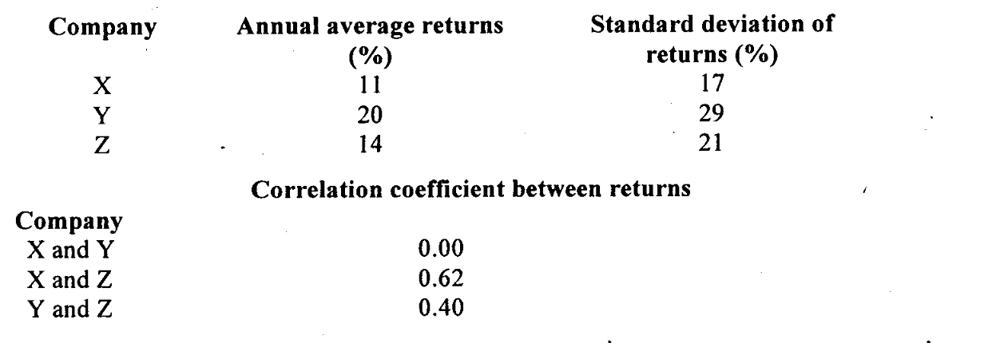 Company Annual average returns Standard deviation of
(%) returns (%)
X 11 17
Y 20 29
Z 14 21
Correlation coefficient between returns
Company
X and Y 0.00
X and Z 0.62
Y and Z 0.40